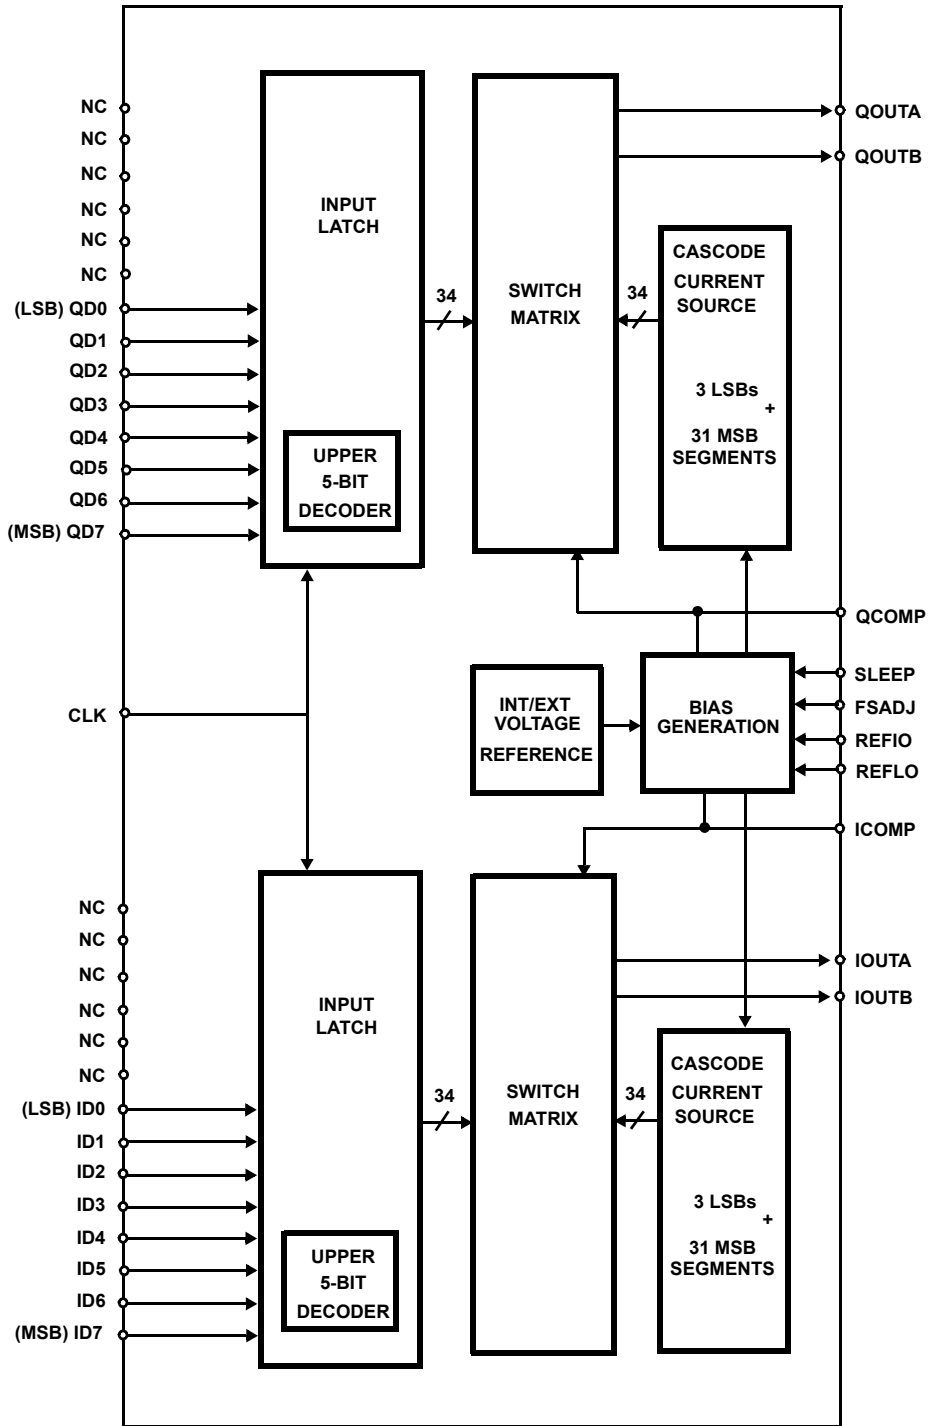 NC
NC
NC
NC
NC
NC
(LSB) QD0
QD1
QD2
QD3
QD4
QD5
QD6
(MSB) QD7
INPUT
LATCH
UPPER
5-BIT
DECODER
34
SWITCH
MATRIX
34
CASCODE
CURRENT
SOURCE
3 LSBs
+
31 MSB
SEGMENTS
QOUTA
QOUTB
QCOMP
CLK
INT/EXT
VOLTAGE
REFERENCE
BIAS
GENERATION
SLEEP
FSADJ
REFIO
REFLO
ICOMP
NC
NC
NC
NC
NC
NC
(LSB) ID0
ID1
ID2
ID3
ID4
ID5
ID6
(MSB) ID7
INPUT
LATCH
UPPER
5-BIT
DECODER
34
SWITCH
MATRIX
34
CASCODE
CURRENT
SOURCE
3 LSBs
+
31 MSB
SEGMENTS
IOUTA
IOUTB